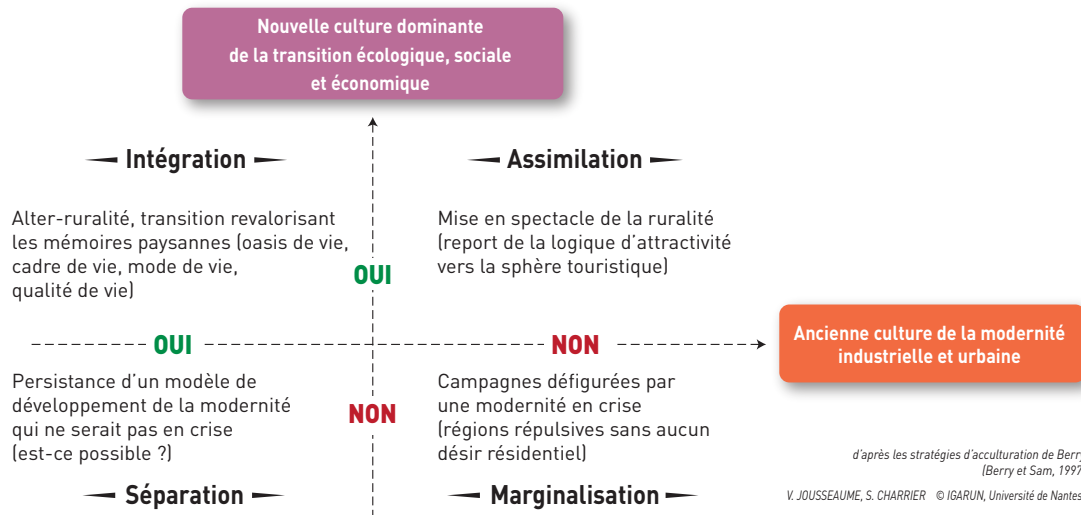 Nouvelle culture dominante
de la transition écologique, sociale
et économique
Intégration
Alter-ruralité, transition revalorisant
les mémoires paysannes (oasis de vie,
cadre de vie, mode de vie,
qualité de vie)
Assimilation
Mise en spectacle de la ruralité
(report de la logique d'attractivité
vers la sphère touristique)
OUI
OUI
NON
Ancienne culture de la modernité
industrielle et urbaine
Persistance d'un modèle de
développement de la modernité
qui ne serait pas en crise
(est-ce possible ?)
Séparation
NON
Campagnes défigurées par
une modernité en crise
(régions répulsives sans aucun
désir résidentiel)
Marginalisation
d'après les stratégies d'acculturation de Berry
(Berry et Sam, 1997
V. JOUSSEAUME, S. CHARRIER © IGARUN, Université de Nantes